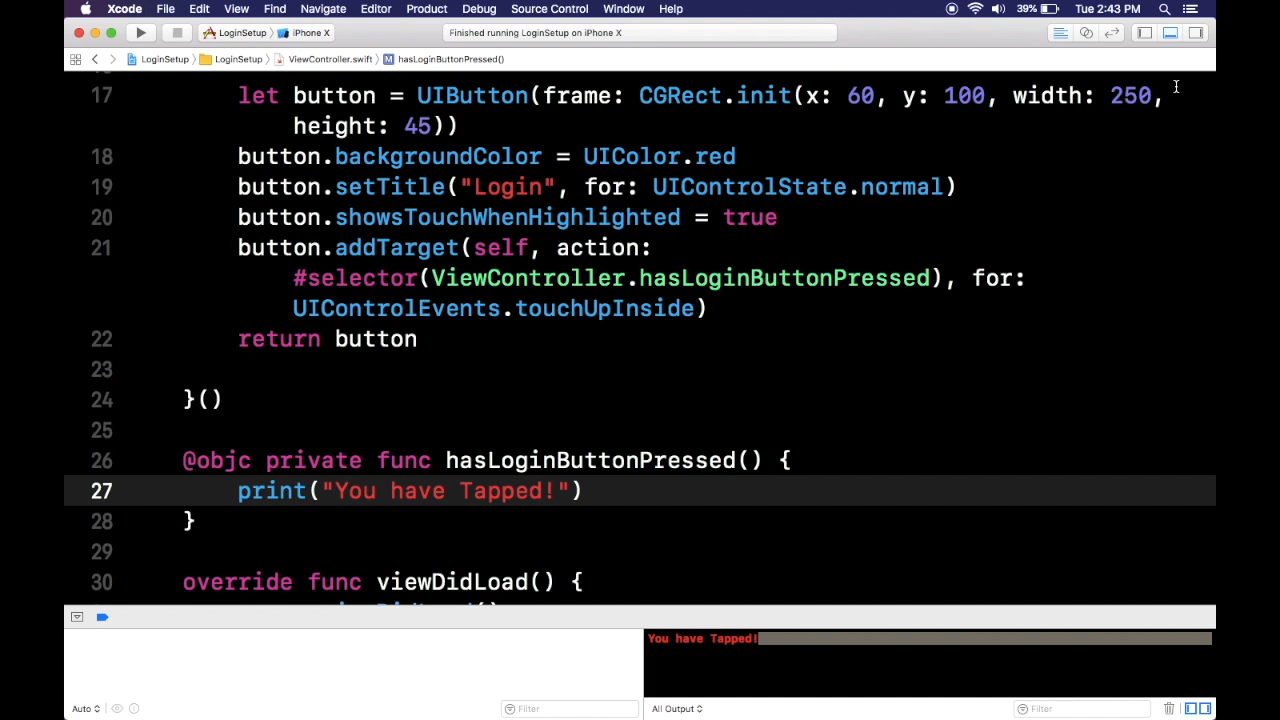 Xcode File Edit View Find Navigate Editor Product Debug Source Control Window Help 39% Tue 2:43 PM
LoginSetup iPhone X Finished running LoginSetup on iPhone X
LoginSetup LoginSetup ViewController.swift M hasLoginButtonPressed()
17 let button = UIButton(frame: CGRect.init(x: 60, y: 100, width: 250,
height: 45))
18 button.backgroundColor = UIColor.red
19 button.setTitle("Login", for: UIControlState.normal)
20 button.showsTouchWhenHighlighted = true
21 button.addTarget(self, action:
#selector(ViewController.hasLoginButtonPressed), for:
UIControlEvents.touchUpInside)
22 return button
23
24 }()
25
26 @objc private func hasLoginButtonPressed() {
27 print("You have Tapped!")
28 }
29
30 override func viewDidLoad() {
You have Tapped!
Auto Filter All Output Filter